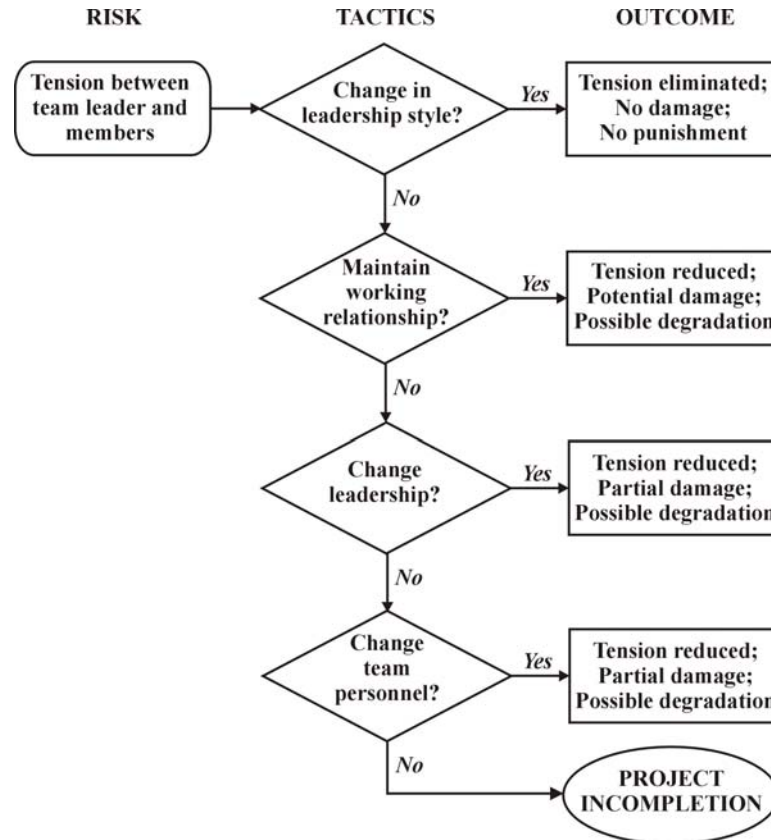 RISK
TACTICS
OUTCOME
Tension between
team leader and
members
Change in
leadership style?
Yes
Tension eliminated;
No damage;
No punishment
No
Maintain
working
relationship?
Yes
Tension reduced;
Potential damage;
Possible degradation
No
Change
leadership?
Yes
Tension reduced;
Partial damage;
Possible degradation
No
Change
team
personnel?
Yes
Tension reduced;
Partial damage;
Possible degradation
No
PROJECT
INCOMPLETION